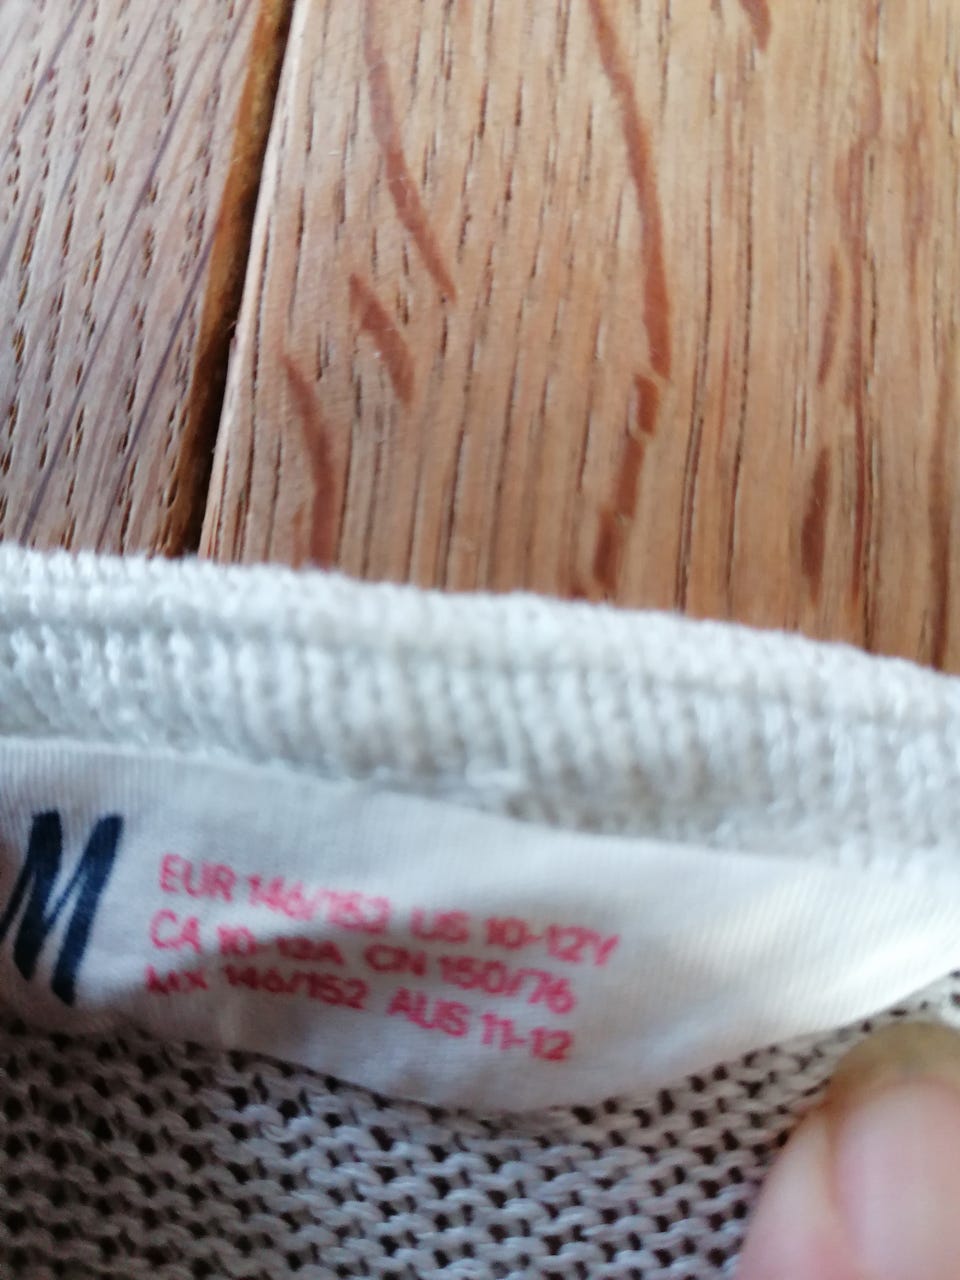 M
EUR 146/152 US 10-12Y
CA 10-12A CN 150/76
MX 146/152 AUS 11-12